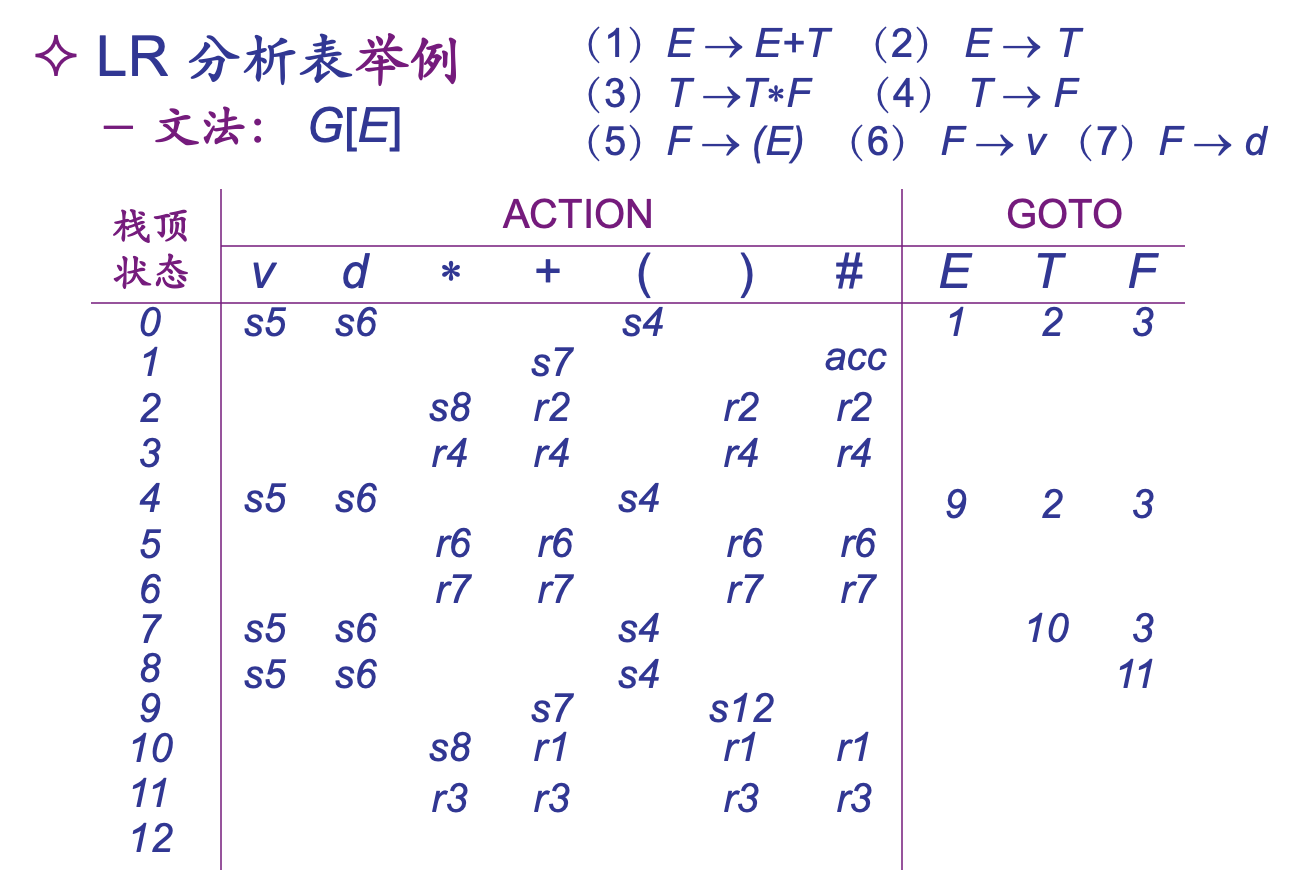 ✧ LR 分析表举例
– 文法： G[E]
（1） E → E+T （2） E → T
（3） T →T*F （4） T → F
（5） F → (E) （6） F → v （7） F → d
栈顶状态 ACTION GOTO
v d * + ( ) # E T F
0 s5 s6 s4 1 2 3
1 s7 acc
2 s8 r2 r2 r2
3 r4 r4 r4 r4
4 s5 s6 s4 9 2 3
5 r6 r6 r6 r6
6 r7 r7 r7 r7
7 s5 s6 s4 10 3
8 s5 s6 s4 11
9 s7 s12
10 s8 r1 r1 r1
11 r3 r3 r3 r3
12